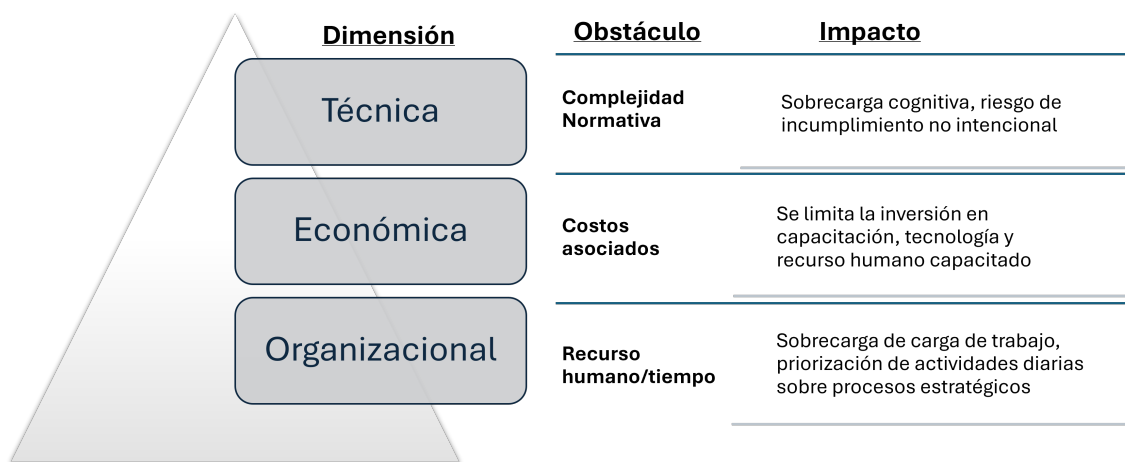 Dimensión
Obstáculo
Impacto
Técnica
Complejidad
Normativa
Sobrecarga cognitiva, riesgo de
incumplimiento no intencional
Económica
Costos
asociados
Se limita la inversión en
capacitación, tecnología y
recurso humano capacitado
Organizacional
Recurso
humano/tiempo
Sobrecarga de carga de trabajo,
priorización de actividades diarias
sobre procesos estratégicos